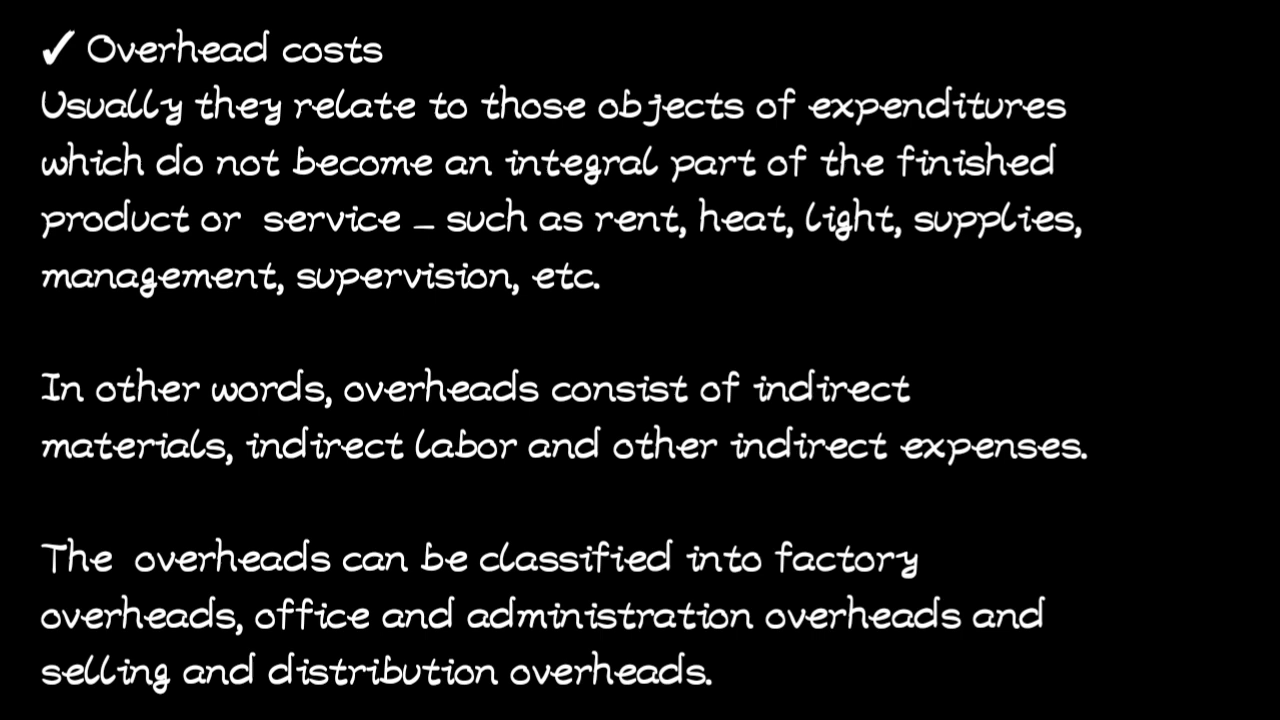 ✓ Overhead costs
Usually they relate to those objects of expenditures
which do not become an integral part of the finished
product or service – such as rent, heat, light, supplies,
management, supervision, etc.
In other words, overheads consist of indirect
materials, indirect labor and other indirect expenses.
The overheads can be classified into factory
overheads, office and administration overheads and
selling and distribution overheads.